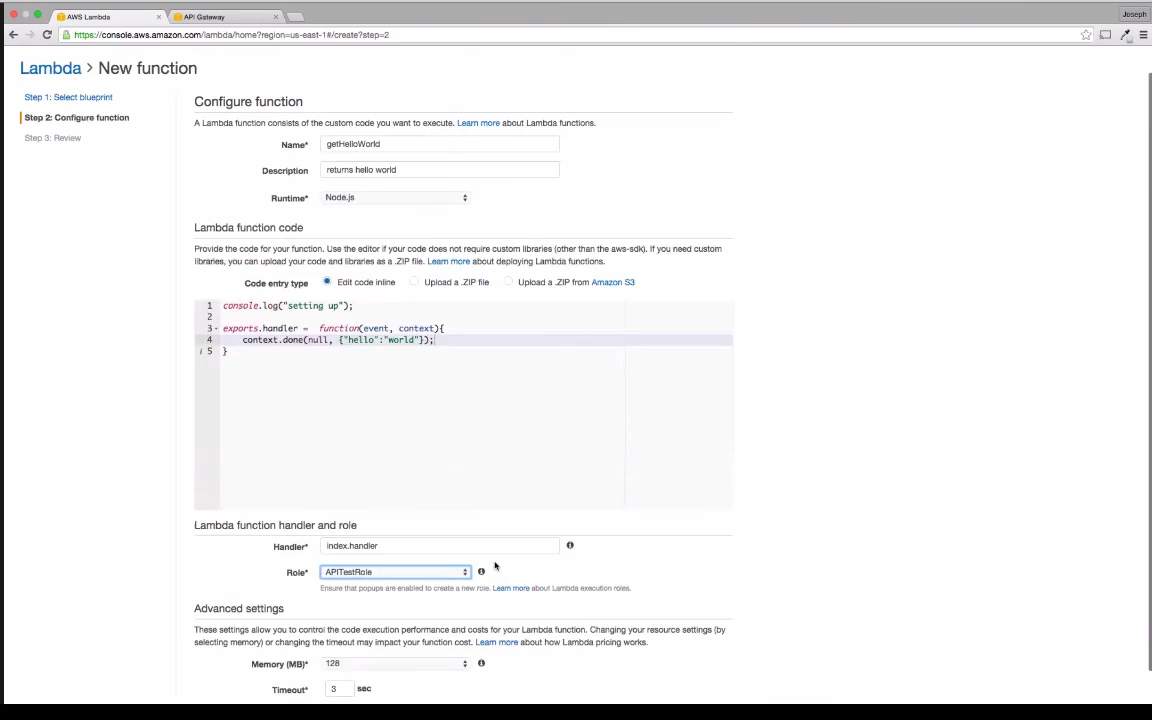 AWS Lambda
API Gateway
Joseph
https://console.aws.amazon.com/lambda/home?region=us-east-1#/create?step=2
Lambda > New function
Step 1: Select blueprint
Step 2: Configure function
Step 3: Review
Configure function
A Lambda function consists of the custom code you want to execute. Learn more about Lambda functions.
Name* getHelloWorld
Description returns hello world
Runtime* Node.js
Lambda function code
Provide the code for your function. Use the editor if your code does not require custom libraries (other than the aws-sdk). If you need custom
libraries, you can upload your code and libraries as a .ZIP file. Learn more about deploying Lambda functions.
Code entry type Edit code inline Upload a .ZIP file Upload a .ZIP from Amazon S3
1 console.log("setting up");
2
3 exports.handler = function(event, context){
4 context.done(null, {"hello":"world"});
i 5 }
Lambda function handler and role
Handler* index.handler
Role* APITestRole
Ensure that popups are enabled to create a new role. Learn more about Lambda execution roles.
Advanced settings
These settings allow you to control the code execution performance and costs for your Lambda function. Changing your resource settings (by
selecting memory) or changing the timeout may impact your function cost. Learn more about how Lambda pricing works.
Memory (MB)* 128
Timeout* 3 sec